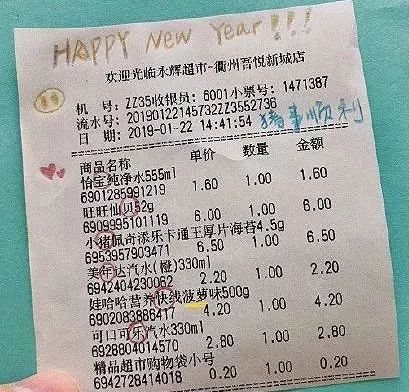 HAPPY New Year!!!
欢迎光临永辉超市-衢州吾悦新城店
机 号: ZZ35收银员: 6001小票号: 1471387
流水号: 20190122145732ZZ3552736
日 期: 2019-01-22 14:41:54
猪事顺利
商品名称 单价 数量 金额
怡宝纯净水555ml
6901285991219 1.60 1.00 1.60
旺旺仙贝52g
6909995101119 6.00 1.00 6.00
小猪佩奇添乐卡通王厚片海苔4.5g
6953957903471 6.50 1.00 6.50
美年达汽水(橙)330ml
6942404230062 2.20 1.00 2.20
娃哈哈营养快线菠萝味500g
6902083886417 4.20 1.00 4.20
可口可乐汽水330ml
6928804014570 2.80 1.00 2.80
精品超市购物袋小号
6942728414018 0.20 1.00 0.20